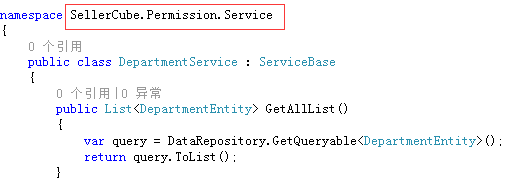 namespace SellerCube.Permission.Service
{
0 个引用
public class DepartmentService : ServiceBase
{
0 个引用|0 异常
public List<DepartmentEntity> GetAllList()
{
var query = DataRepository.GetQueryable<DepartmentEntity>();
return query.ToList();
}